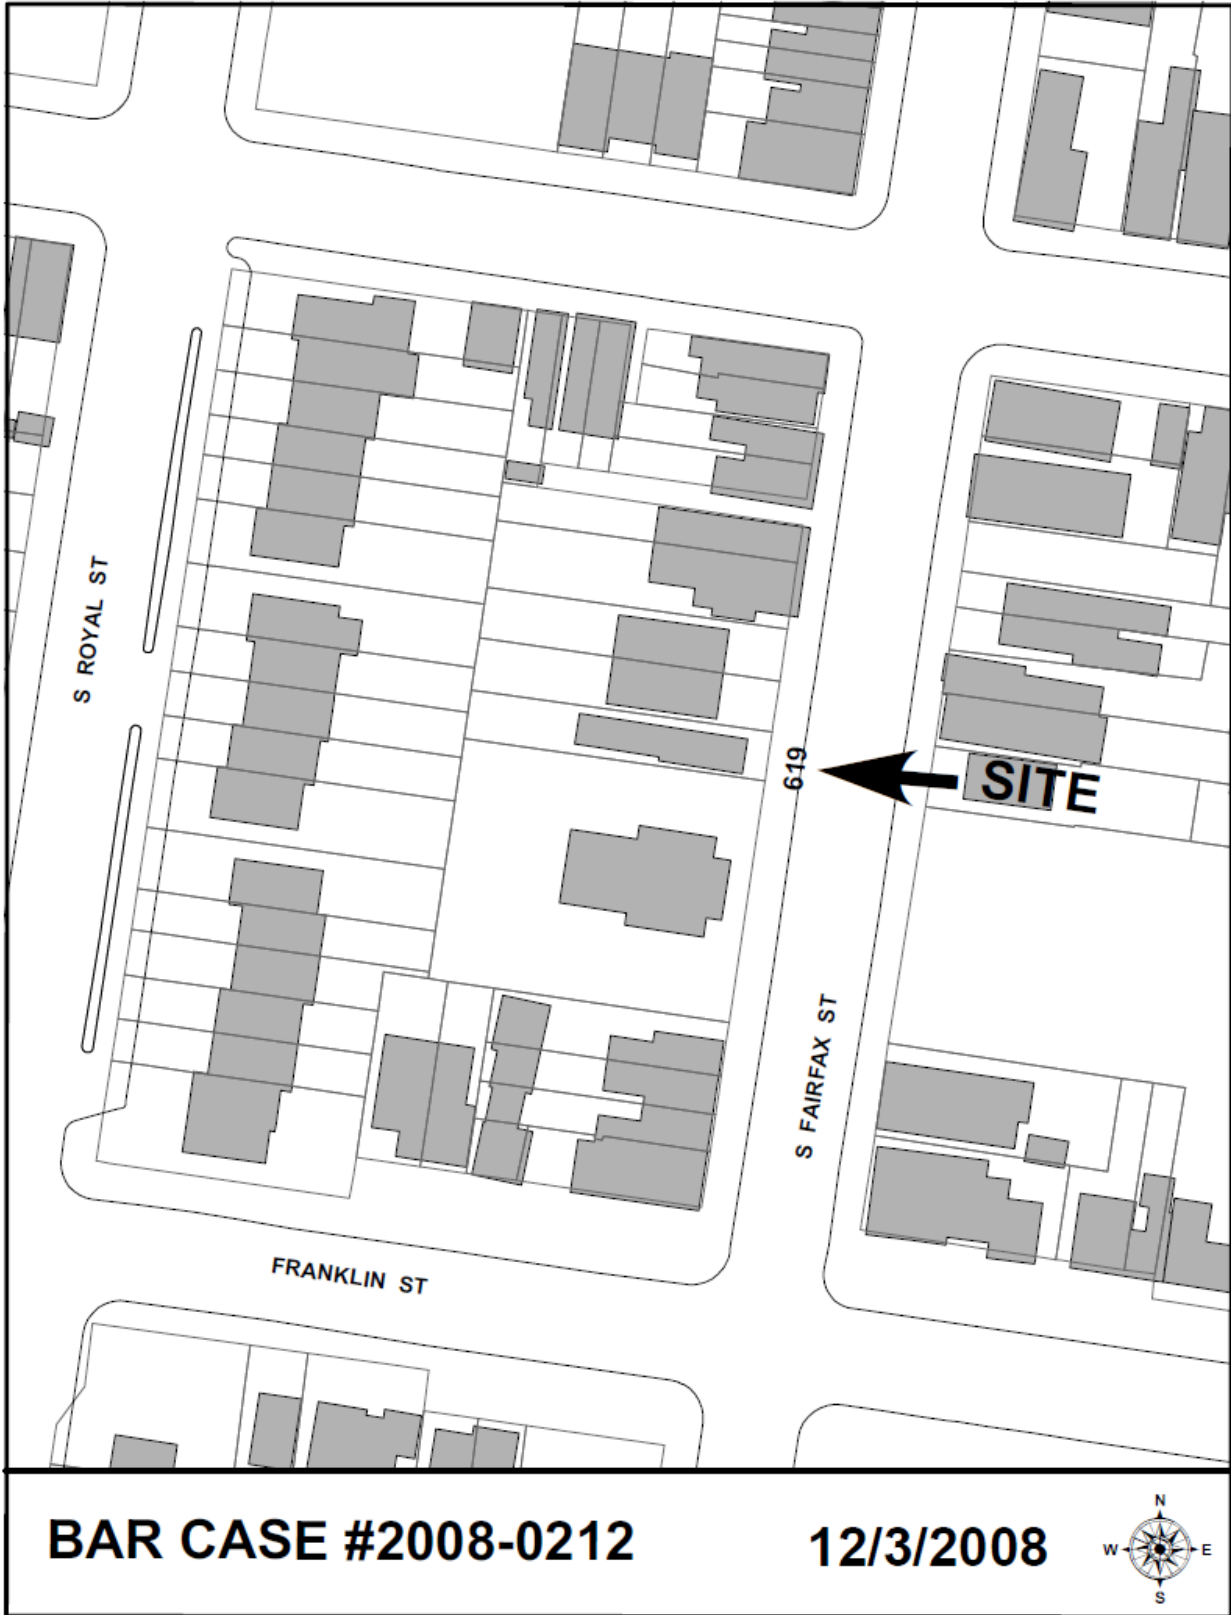 S ROYAL ST
619
SITE
S FAIRFAX ST
FRANKLIN ST
BAR CASE #2008-0212
12/3/2008
N
W E
S